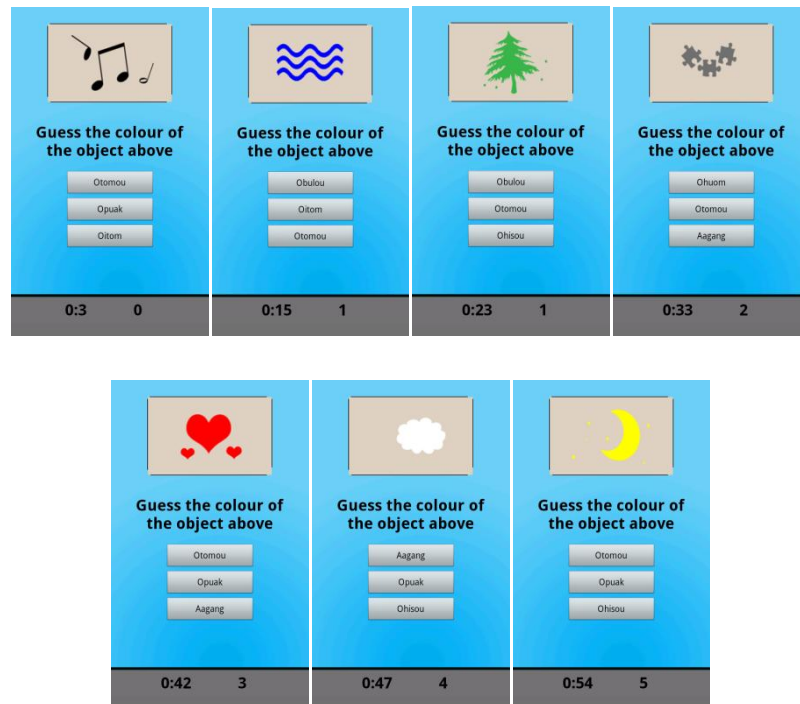 Guess the colour of
the object above
Otomou
Opuak
Oitom
0:3 0
Guess the colour of
the object above
Obulou
Oitom
Otomou
0:15 1
Guess the colour of
the object above
Obulou
Otomou
Ohisou
0:23 1
Guess the colour of
the object above
Ohuom
Otomou
Aagang
0:33 2
Guess the colour of
the object above
Otomou
Opuak
Aagang
0:42 3
Guess the colour of
the object above
Aagang
Opuak
Ohisou
0:47 4
Guess the colour of
the object above
Otomou
Opuak
Ohisou
0:54 5